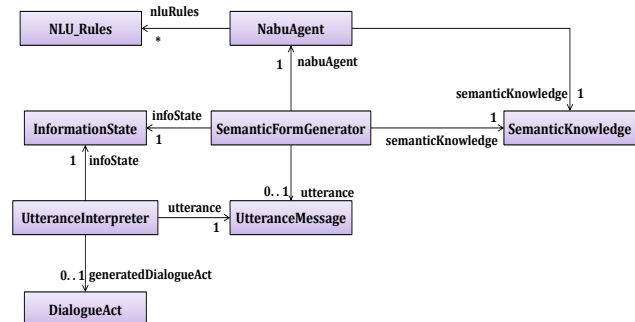 nluRules
NLU_Rules
NabuAgent
*
1
nabuAgent
semanticKnowledge
1
infoState
1
InformationState
SemanticFormGenerator
SemanticKnowledge
1
semanticKnowledge
1
infoState
0..1
utterance
utterance
UtteranceInterpreter
UtteranceMessage
1
0..1
generatedDialogueAct
DialogueAct